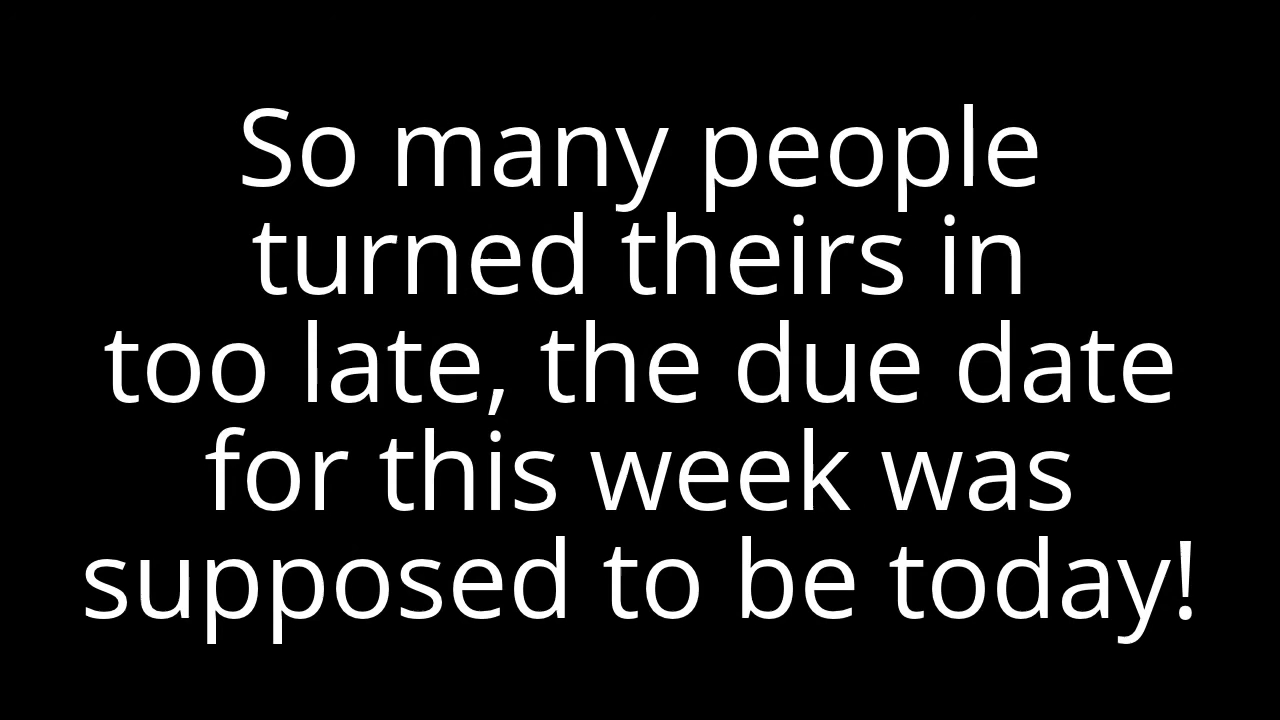 So many people
turned theirs in
too late, the due date
for this week was
supposed to be today!